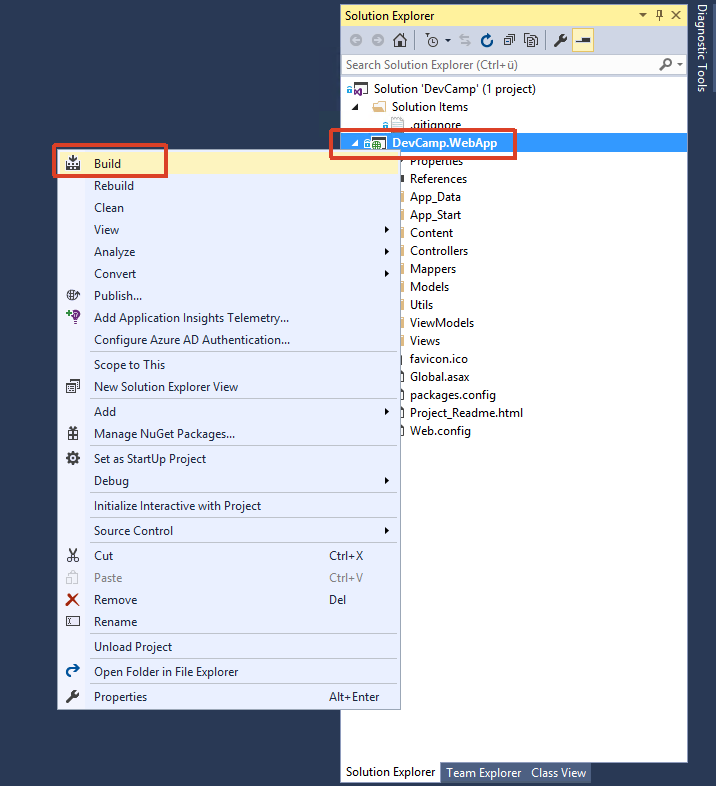 Solution Explorer
Diagnostic Tools
Search Solution Explorer (Ctrl+ü)
Solution 'DevCamp' (1 project)
Solution Items
.gitignore
DevCamp.WebApp
Properties
References
App_Data
App_Start
Content
Controllers
Mappers
Models
Utils
ViewModels
Views
favicon.ico
Global.asax
packages.config
Project_Readme.html
Web.config
Build
Rebuild
Clean
View
Analyze
Convert
Publish...
Add Application Insights Telemetry...
Configure Azure AD Authentication...
Scope to This
New Solution Explorer View
Add
Manage NuGet Packages...
Set as StartUp Project
Debug
Initialize Interactive with Project
Source Control
Cut Ctrl+X
Paste Ctrl+V
Remove Del
Rename
Unload Project
Open Folder in File Explorer
Properties Alt+Enter
Solution Explorer Team Explorer Class View